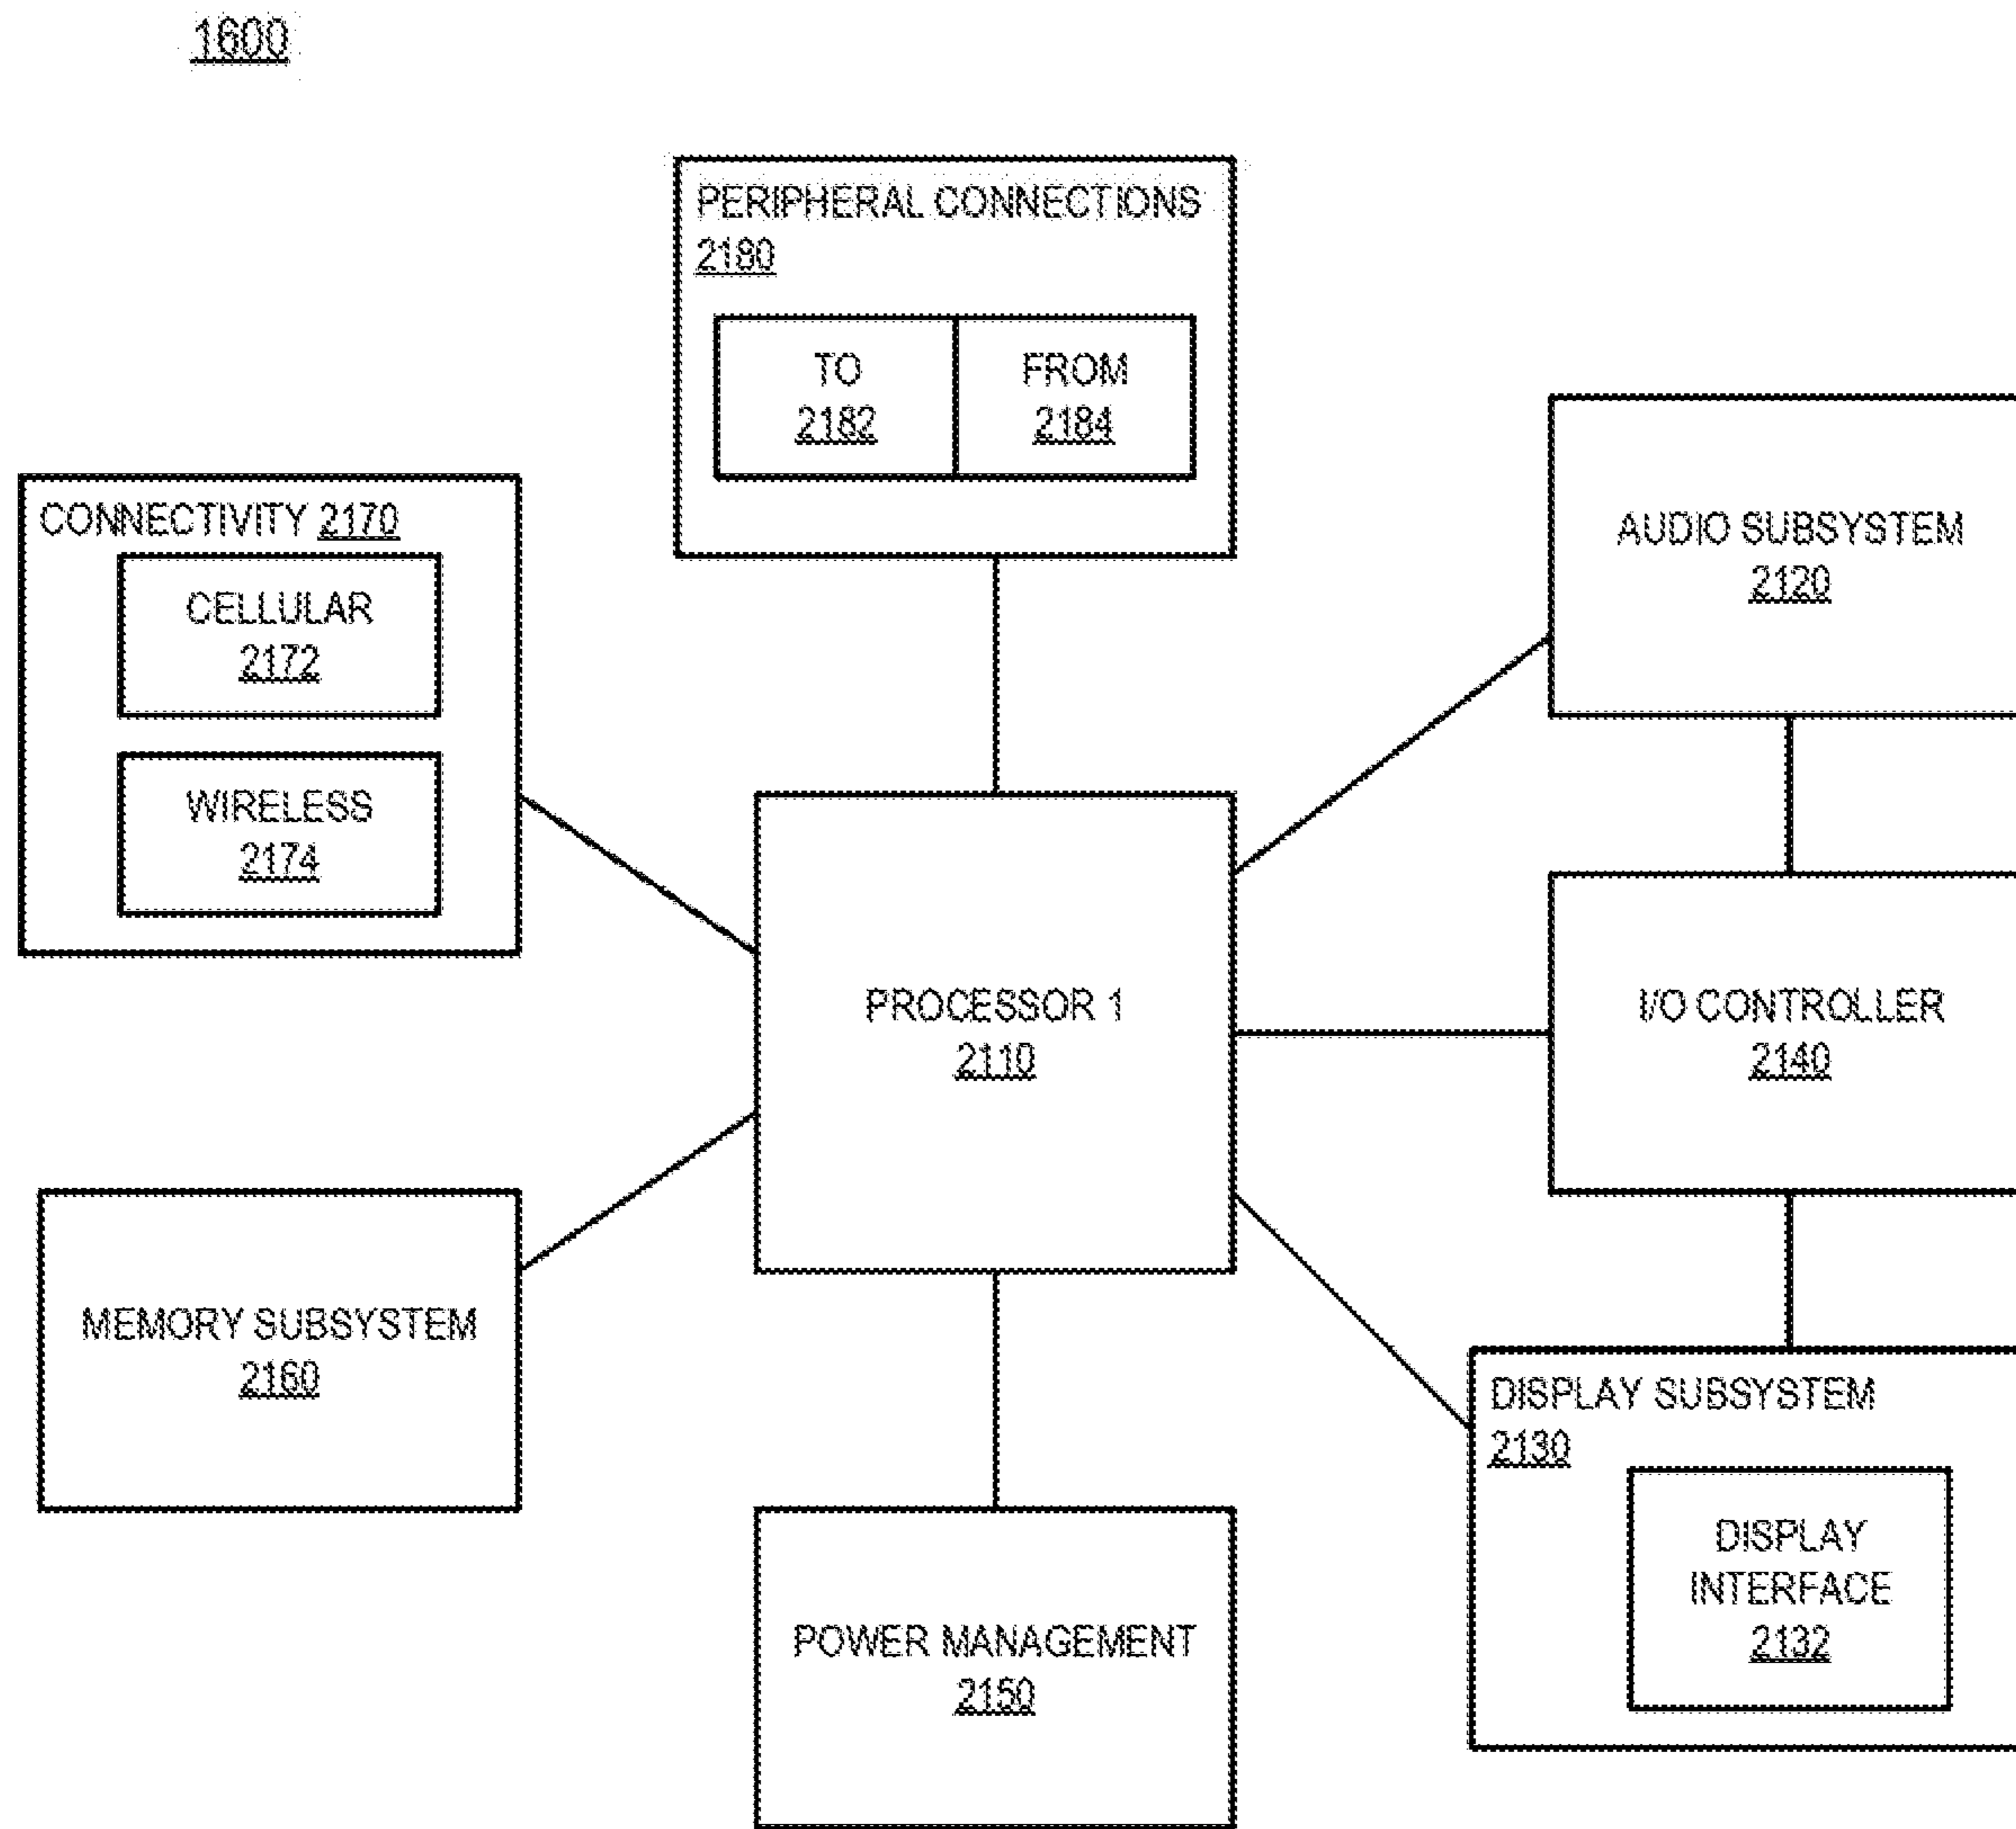 1600
PERIPHERAL CONNECTIONS
2180
TO
2182
FROM
2184
CONNECTIVITY 2170
CELLULAR
2172
WIRELESS
2174
AUDIO SUBSYSTEM
2120
PROCESSOR 1
2110
I/O CONTROLLER
2140
MEMORY SUBSYSTEM
2160
POWER MANAGEMENT
2150
DISPLAY SUBSYSTEM
2130
DISPLAY
INTERFACE
2132